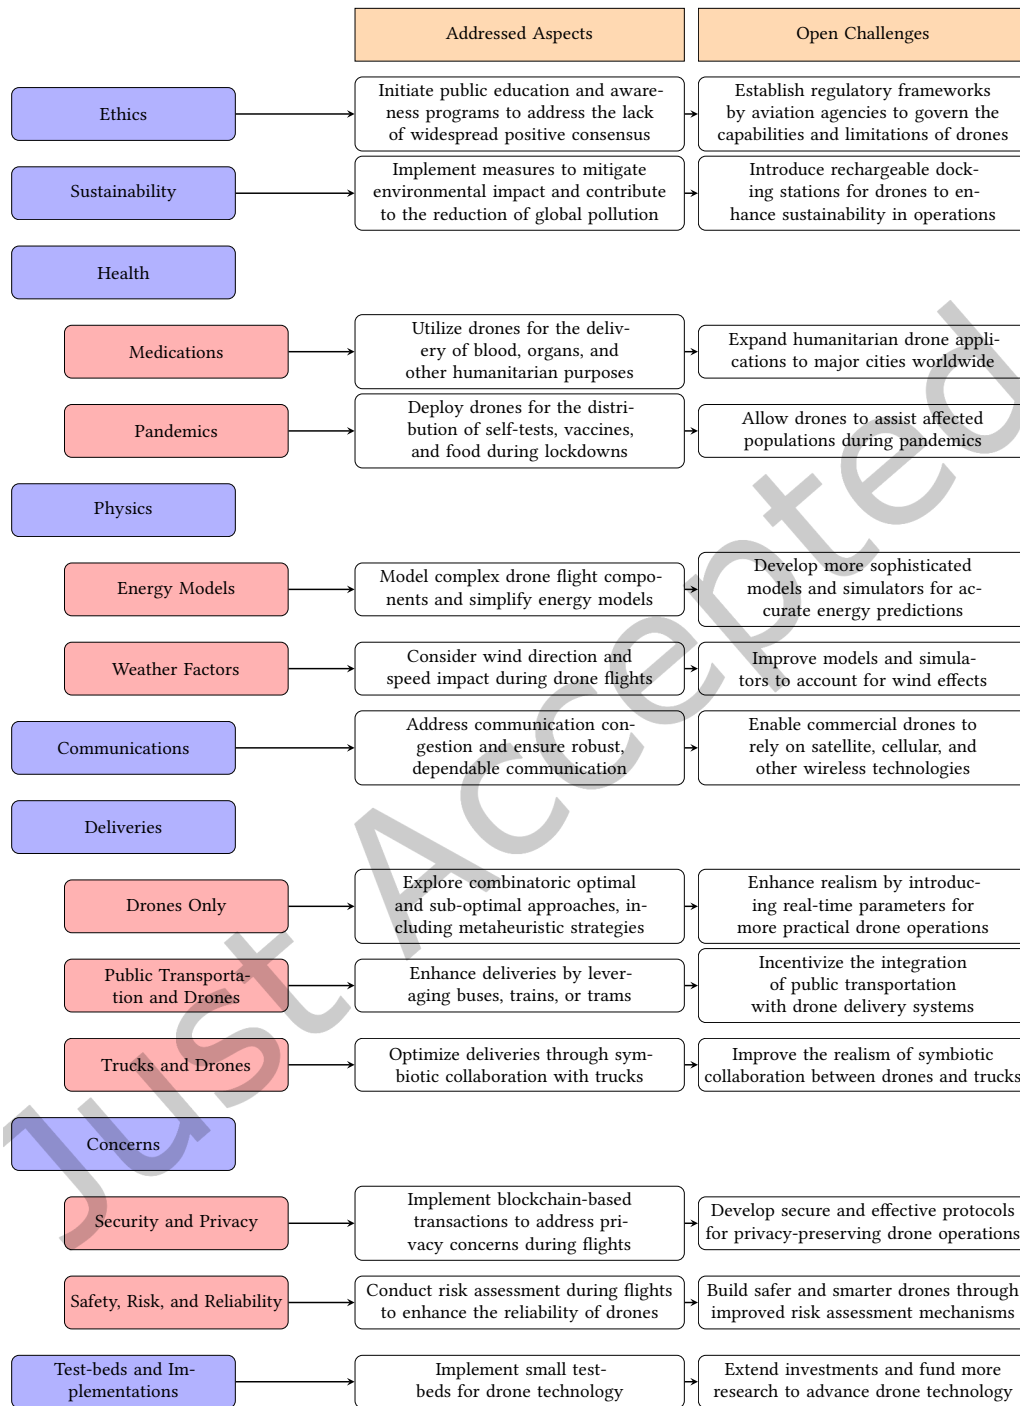 Addressed Aspects
Open Challenges
Ethics
Initiate public education and aware-
ness programs to address the lack
of widespread positive consensus
Establish regulatory frameworks
by aviation agencies to govern the
capabilities and limitations of drones
Sustainability
Implement measures to mitigate
environmental impact and contribute
to the reduction of global pollution
Introduce rechargeable dock-
ing stations for drones to en-
hance sustainability in operations
Health
Medications
Utilize drones for the deliv-
ery of blood, organs, and
other humanitarian purposes
Expand humanitarian drone appli-
cations to major cities worldwide
Pandemics
Deploy drones for the distri-
bution of self-tests, vaccines,
and food during lockdowns
Allow drones to assist affected
populations during pandemics
Physics
Energy Models
Model complex drone flight compo-
nents and simplify energy models
Develop more sophisticated
models and simulators for ac-
curate energy predictions
Weather Factors
Consider wind direction and
speed impact during drone flights
Improve models and simula-
tors to account for wind effects
Communications
Address communication con-
gestion and ensure robust,
dependable communication
Enable commercial drones to
rely on satellite, cellular, and
other wireless technologies
Deliveries
Drones Only
Explore combinatoric optimal
and sub-optimal approaches, in-
cluding metaheuristic strategies
Enhance realism by introduc-
ing real-time parameters for
more practical drone operations
Public Transporta-
tion and Drones
Enhance deliveries by lever-
aging buses, trains, or trams
Incentivize the integration
of public transportation
with drone delivery systems
Trucks and Drones
Optimize deliveries through sym-
biotic collaboration with trucks
Improve the realism of symbiotic
collaboration between drones and trucks
Concerns
Security and Privacy
Implement blockchain-based
transactions to address pri-
vacy concerns during flights
Develop secure and effective protocols
for privacy-preserving drone operations
Safety, Risk, and Reliability
Conduct risk assessment during flights
to enhance the reliability of drones
Build safer and smarter drones through
improved risk assessment mechanisms
Test-beds and Im-
plementations
Implement small test-
beds for drone technology
Extend investments and fund more
research to advance drone technology
Just Accepted